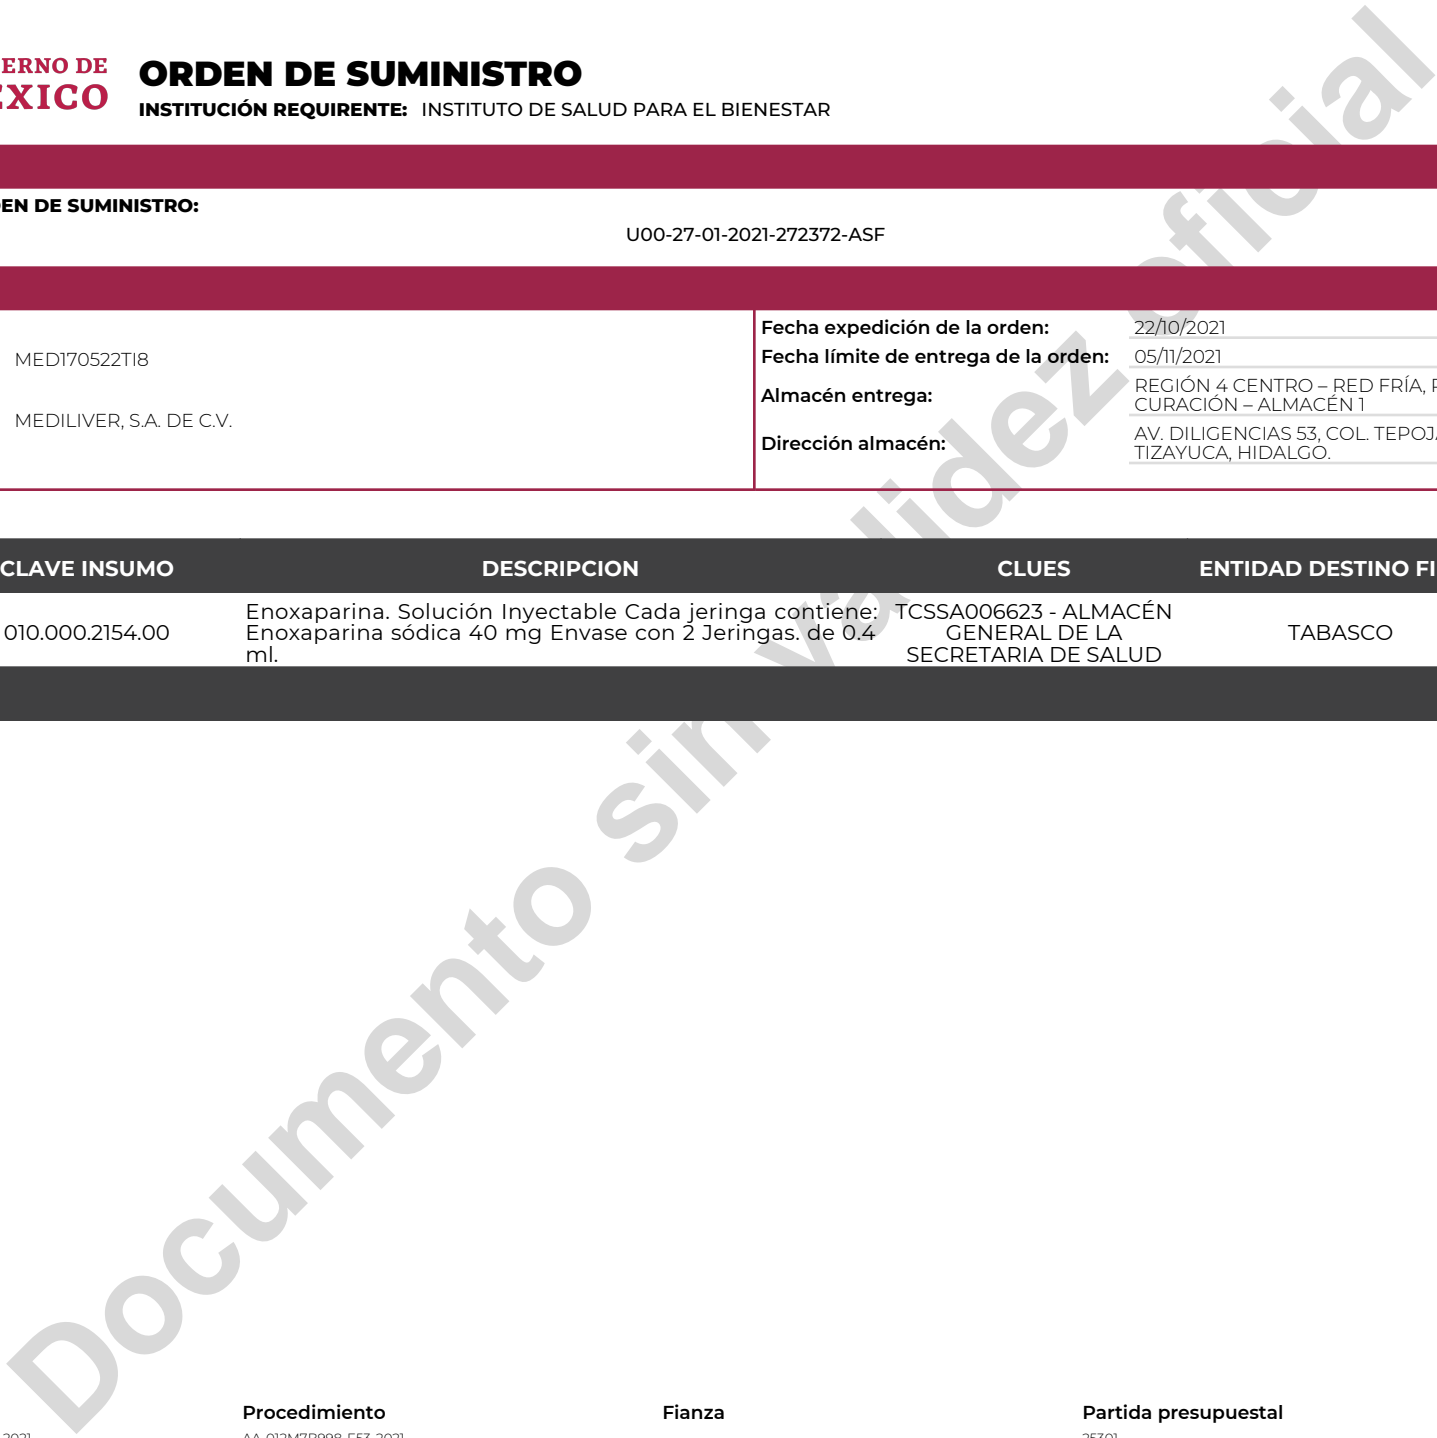 ERNO DE
ÉXICO
ORDEN DE SUMINISTRO
INSTITUCIÓN REQUIRENTE: INSTITUTO DE SALUD PARA EL BIENESTAR
EN DE SUMINISTRO:
U00-27-01-2021-272372-ASF
MED170522TI8
MEDILIVER, S.A. DE C.V.
Fecha expedición de la orden: 22/10/2021
Fecha límite de entrega de la orden: 05/11/2021
Almacén entrega: REGIÓN 4 CENTRO – RED FRÍA,
CURACIÓN – ALMACÉN 1
Dirección almacén: AV. DILIGENCIAS 53, COL. TEPOJA
TIZAYUCA, HIDALGO.
CLAVE INSUMO DESCRIPCION CLUES ENTIDAD DESTINO FI
010.000.2154.00
Enoxaparina. Solución Inyectable Cada jeringa contiene:
Enoxaparina sódica 40 mg Envase con 2 Jeringas. de 0.4
ml.
TCSSA006623 - ALMACÉN
GENERAL DE LA
SECRETARIA DE SALUD
TABASCO
Documento sin validez oficial
Procedimiento Fianza Partida presupuestal